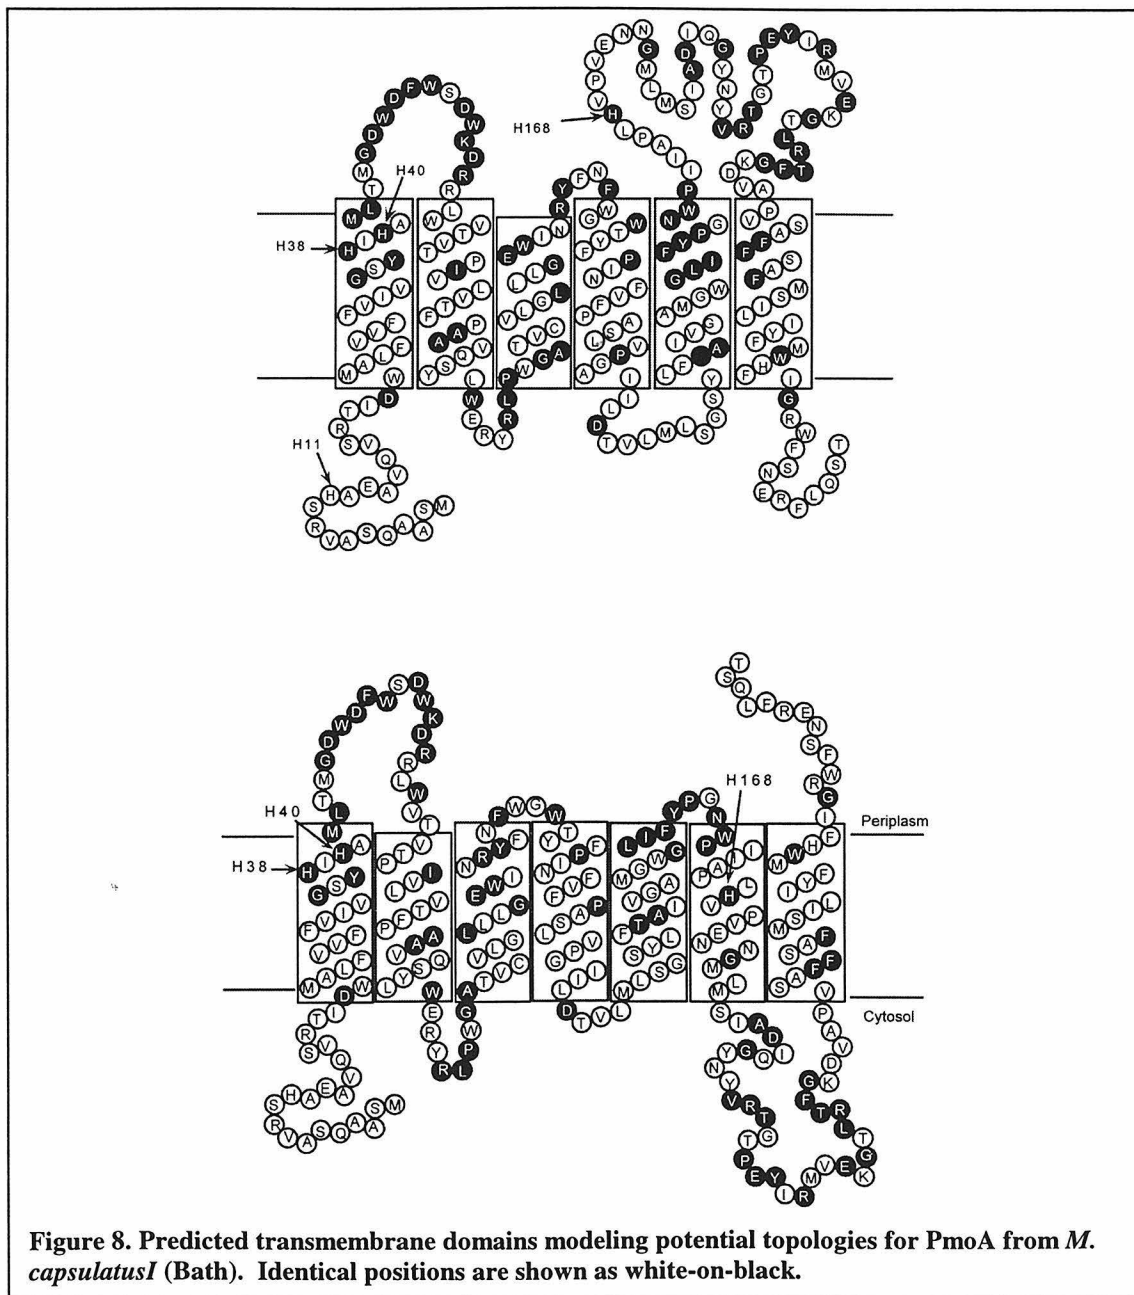 H168
H40
H38
H11
M S A A Q S A V R S H A E A V Q V S R T I D W
M A L F
V V F
F V I V
G S Y
H I H A
M L
T M G D W D F W S D W K D R R
W L
T V T V
V I P
F T V L
A A P
Y S Q V
L W E R Y R L P
W G A
T V C
V L G L
L L G
E W I N
R Y F N F
G W
F Y T W
N I P
P F V F
L S A
A G P V
I I L D T V L M L S G S Y
L F
I V G
A M G W
G L I
F Y P G
N W
P I I A P L H V P V E N N G M L M S I A D I Q G Y N Y V R T G T P E Y I R M V E K G T L R T F G K D V A
V P
F F A S
F A S
L I S M
F Y I
F H W M
I G R W F S N E R F L Q S T
H40
H38
H168
Periplasm
Cytosol
M S A A Q S A V R S H A E A V Q V S R T I D W
M A L F
V V F
F V I V
G S Y
H I H A
M L T M G D W D F W S D W K D R R L W V T V
P T V
L V I
P F T V
V A A
L Y S Q
W E R Y R L P W G A
T V C
V L G
L L L G
E W I
N R Y F
N F W G W
Y T
N I P F
F V F
L S A P
G P V
L I I
D T V L
M L S G
S Y L
F T A I
V G A
M G W G
L I F
Y P G N W
P A I I
P
V H L
N E V P
M G N
M L
S I A D I Q G Y N Y V R T G T P E Y I R M V E K G T L R T F G K D V A P V
S A F F
S A F
M S I L
I Y F
M W H F
I G R W F S N E R F L Q S T
Figure 8. Predicted transmembrane domains modeling potential topologies for PmoA from M.
capsulatusI (Bath). Identical positions are shown as white-on-black.